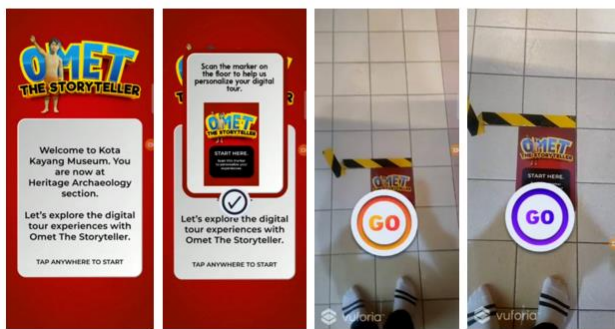 OMET
THE STORYTELLER
Welcome to Kota
Kayang Museum. You
are now at
Heritage Archaeology
section.
Let's explore the digital
tour experiences with
Omet The Storyteller.
TAP ANYWHERE TO START
Scan the marker on
the floor to help us
personalize your digital
tour.
OMET
THE STORYTELLER
START HERE.
Let's explore the digital
tour experiences with
Omet The Storyteller.
TAP ANYWHERE TO START
OMET
GO
vuforia
OMET
THE STORYTELLER
START HERE.
GO
vuforia